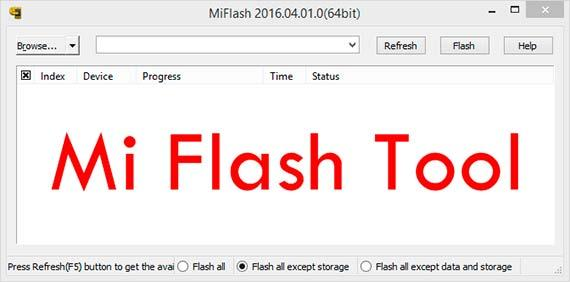 MiFlash 2016.04.01.0(64bit)
Browse... Refresh Flash Help
Index Device Progress Time Status
Mi Flash Tool
Press Refresh(F5) button to get the avai Flash all Flash all except storage Flash all except data and storage